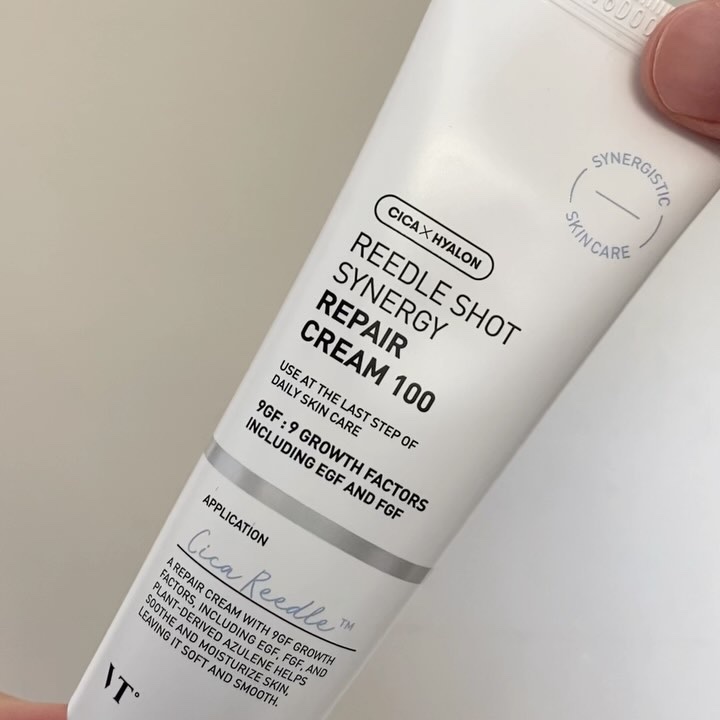 SYNERGISTIC
SKINCARE
CICA×HYALON
REEDLE SHOT
SYNERGY
REPAIR
CREAM 100
USE AT THE LAST STEP OF
DAILY SKIN CARE
9GF : 9 GROWTH FACTORS
INCLUDING EGF AND FGF
APPLICATION
Cica Reedle™
A REPAIR CREAM WITH 9GF GROWTH
FACTORS, INCLUDING EGF, FGF, AND
PLANT-DERIVED AZULENE HELPS
SOOTHE AND MOISTURIZE SKIN,
LEAVING IT SOFT AND SMOOTH.
VT°